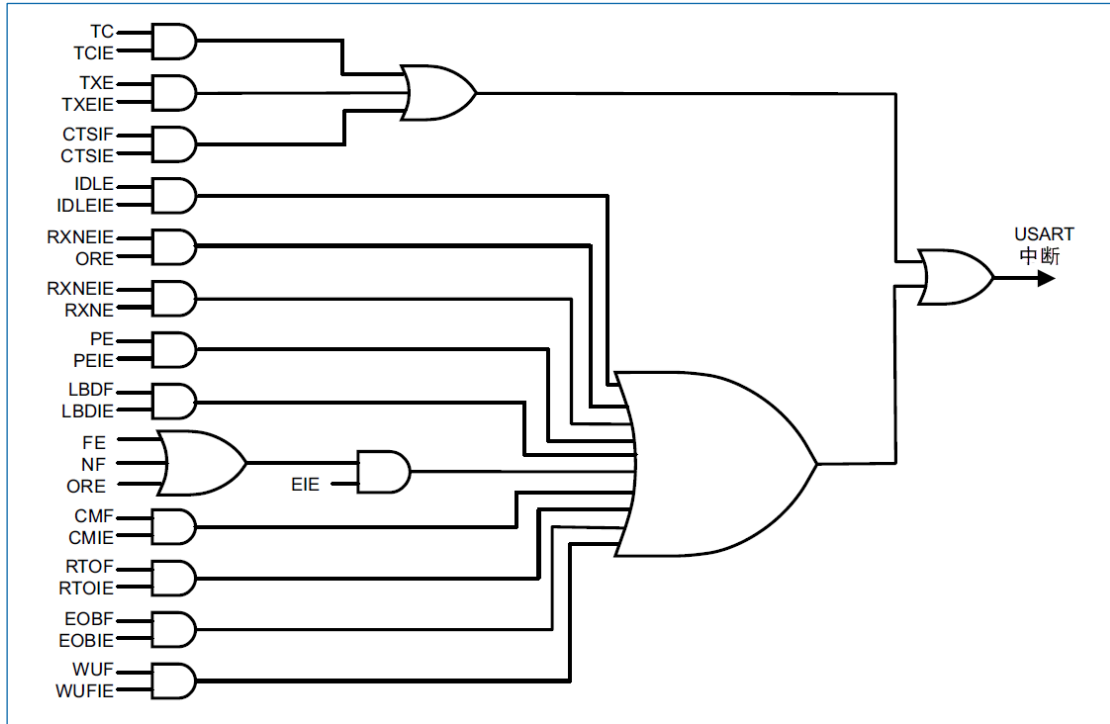 TC
TCIE
TXE
TXEIE
CTSIF
CTSIE
IDLE
IDLEIE
RXNEIE
ORE
RXNEIE
RXNE
PE
PEIE
LBDF
LBDIE
FE
NF
ORE
EIE
CMF
CMIE
RTOF
RTOIE
EOBF
EOBIE
WUF
WUFIE
USART
中断